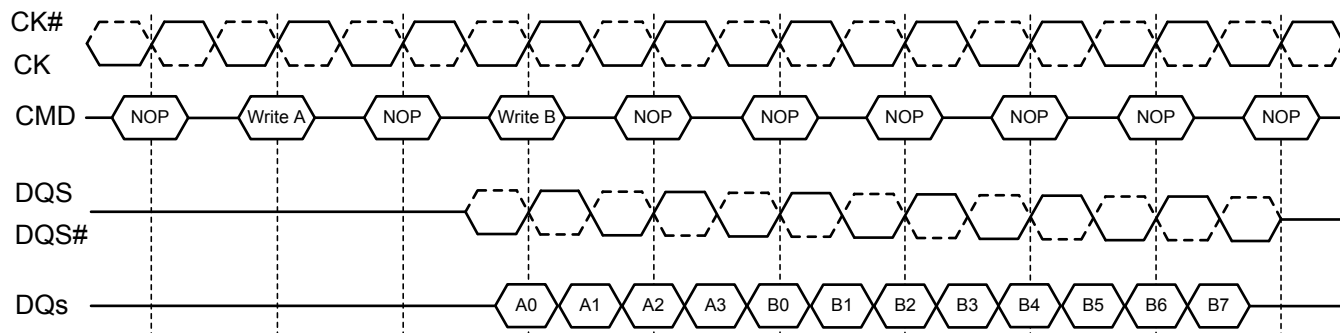 CK#
CK
CMD NOP Write A NOP Write B NOP NOP NOP NOP NOP NOP
DQS
DQS#
DQs A0 A1 A2 A3 B0 B1 B2 B3 B4 B5 B6 B7